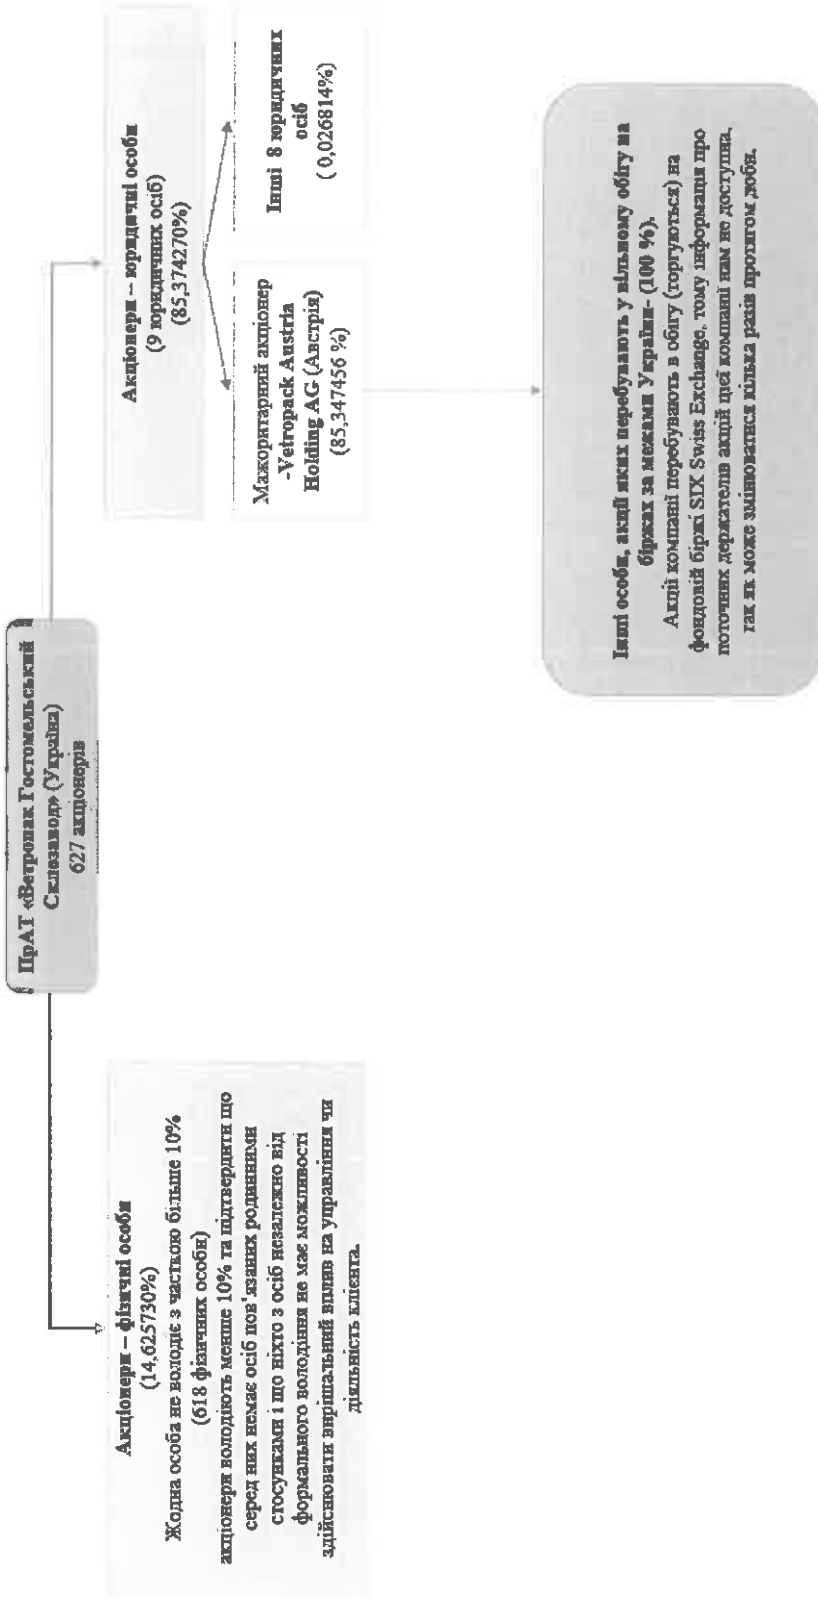 ПрАТ «Ветропак Гостомельський
Склозавод» (Україна)
627 акціонерів
Акціонери – фізичні особи
(14,625730%)
Жодна особа не володіє з часткою більше 10%
(618 фізичних особи)
акціонери володіють менше 10% та підтвердити що
серед них немає осіб пов'язаних родинними
стосунками і що ніхто з осіб незалежно від
формального володіння не має можливості
здійснювати вирішальний вплив на управління чи
діяльність клієнта.
Акціонери – юридичні особи
(9 юридичних осіб)
(85,374270%)
Мажоритарний акціонер
-Vetropack Austria
Holding AG (Австрія)
(85,347456 %)
Інші 8 юридичних
осіб
( 0,026814%)
Інші особи, акції яких перебувають у вільному обігу на
біржах за межами України- (100 %).
Акції компанії перебувають в обігу (торгуються) на
фондовій біржі SIX Swiss Exchange, тому інформація про
поточних держателів акцій цієї компанії нам не доступна,
так як може змінюватися кілька разів протягом доби.